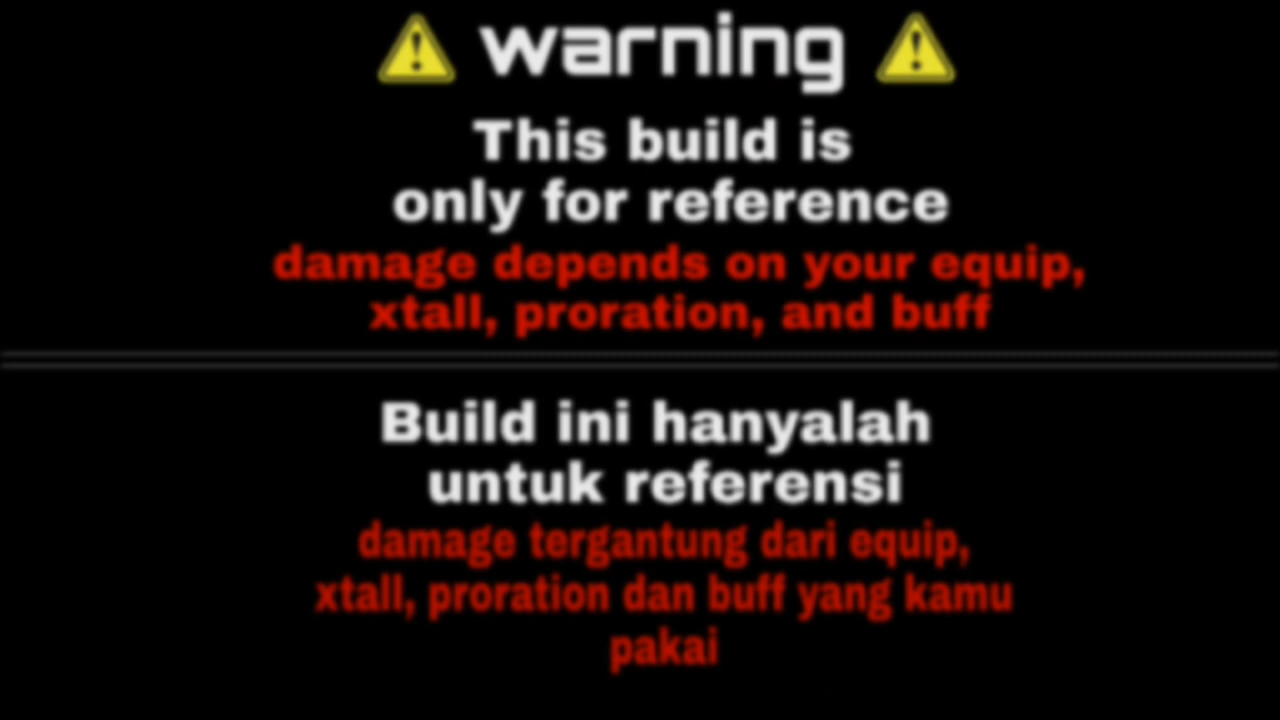 ⚠️ warning ⚠️
This build is
only for reference
damage depends on your equip,
xtall, proration, and buff
Build ini hanyalah
untuk referensi
damage tergantung dari equip,
xtall, proration dan buff yang kamu
pakai